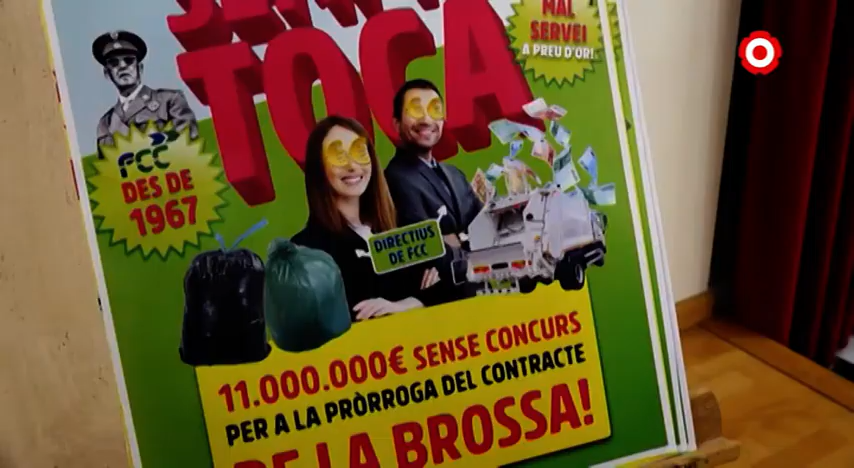 TOCA
MAL
SERVEI
A PREU D'OR!
FCC
DES DE
1967
DIRECTIUS
DE FCC
11.000.000€ SENSE CONCURS
PER A LA PRÒRROGA DEL CONTRACTE
DE LA BROSSA!